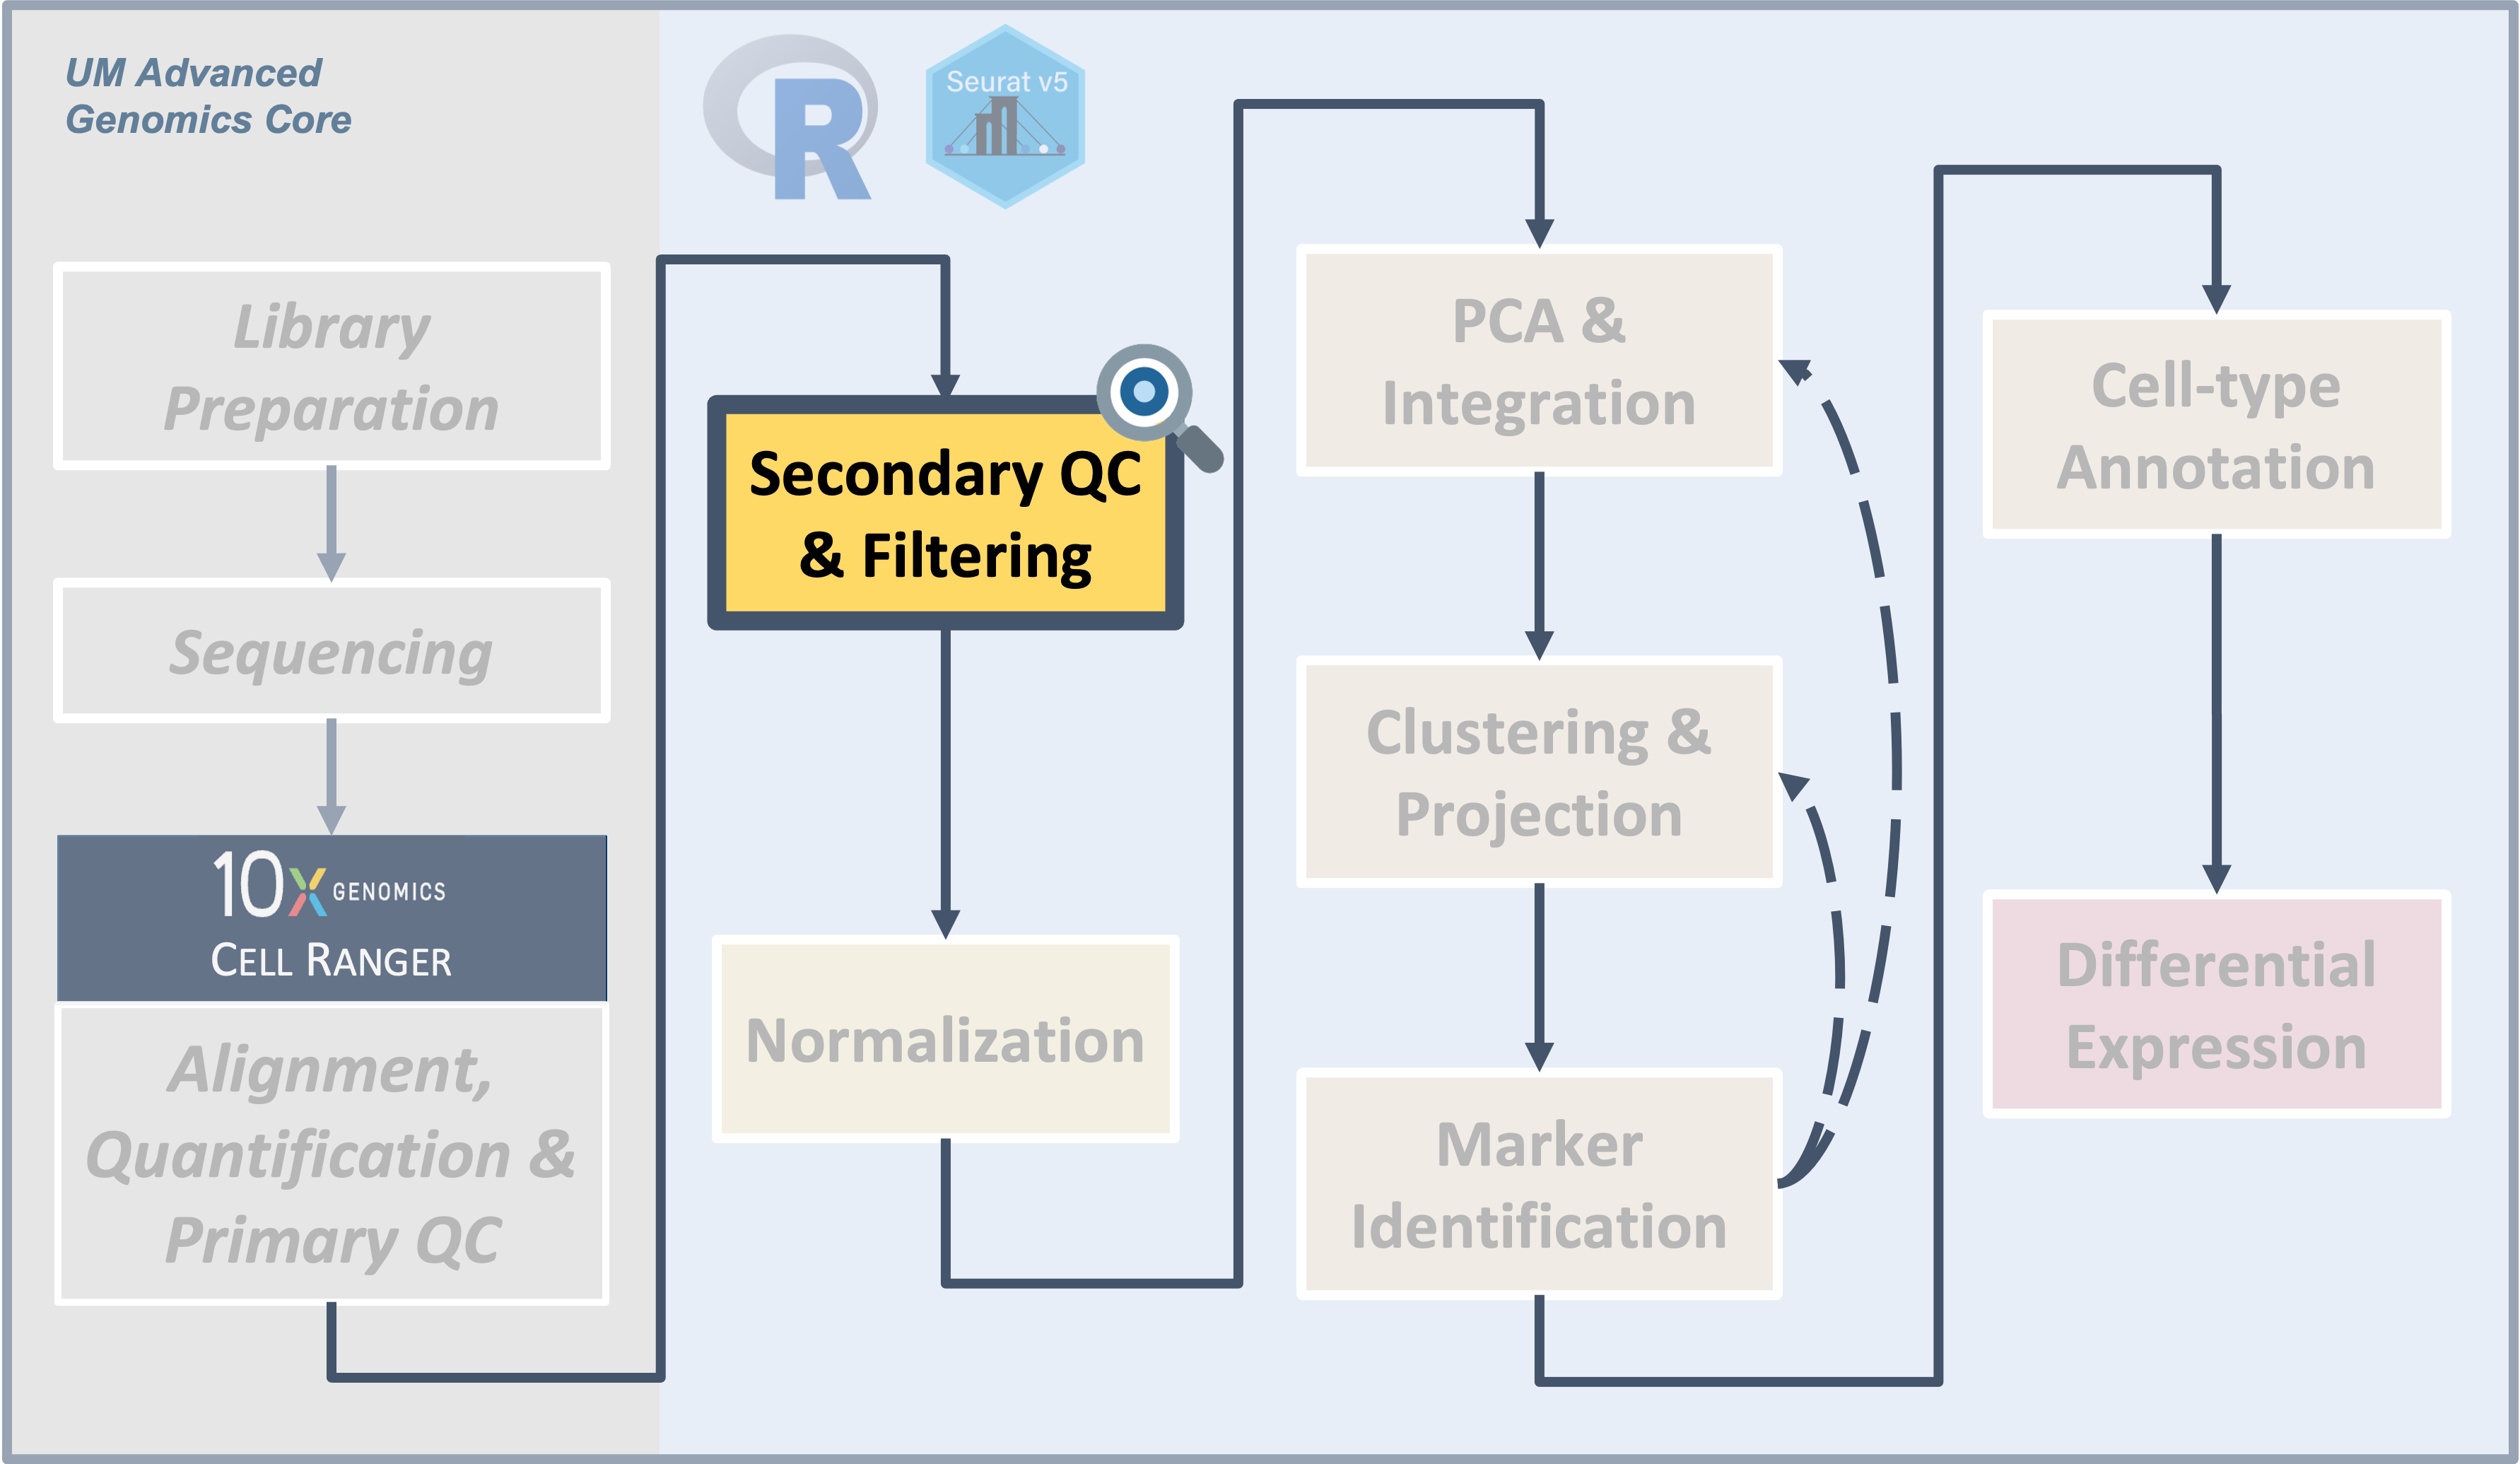 UM Advanced
Genomics Core
R
Seurat v5
Library
Preparation
Sequencing
10X GENOMICS
CELL RANGER
Alignment,
Quantification &
Primary QC
Secondary QC
& Filtering
Normalization
PCA &
Integration
Clustering &
Projection
Marker
Identification
Cell-type
Annotation
Differential
Expression